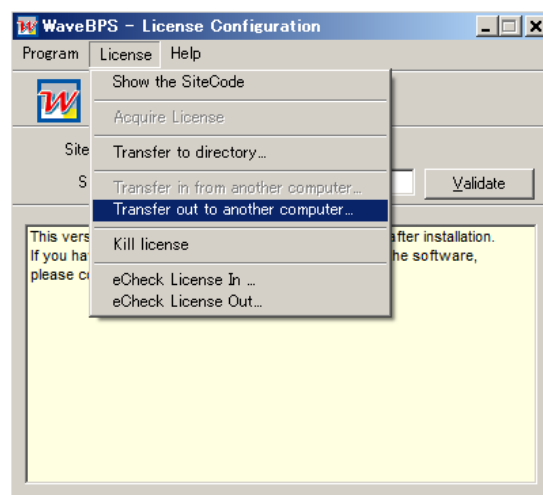 WaveBPS - License Configuration
Program License Help
Show the SiteCode
Acquire License
Site
Transfer to directory...
S
Transfer in from another computer...
Validate
Transfer out to another computer...
This vers
after installation.
Kill license
If you ha
he software,
please c
eCheck License In ...
eCheck License Out...